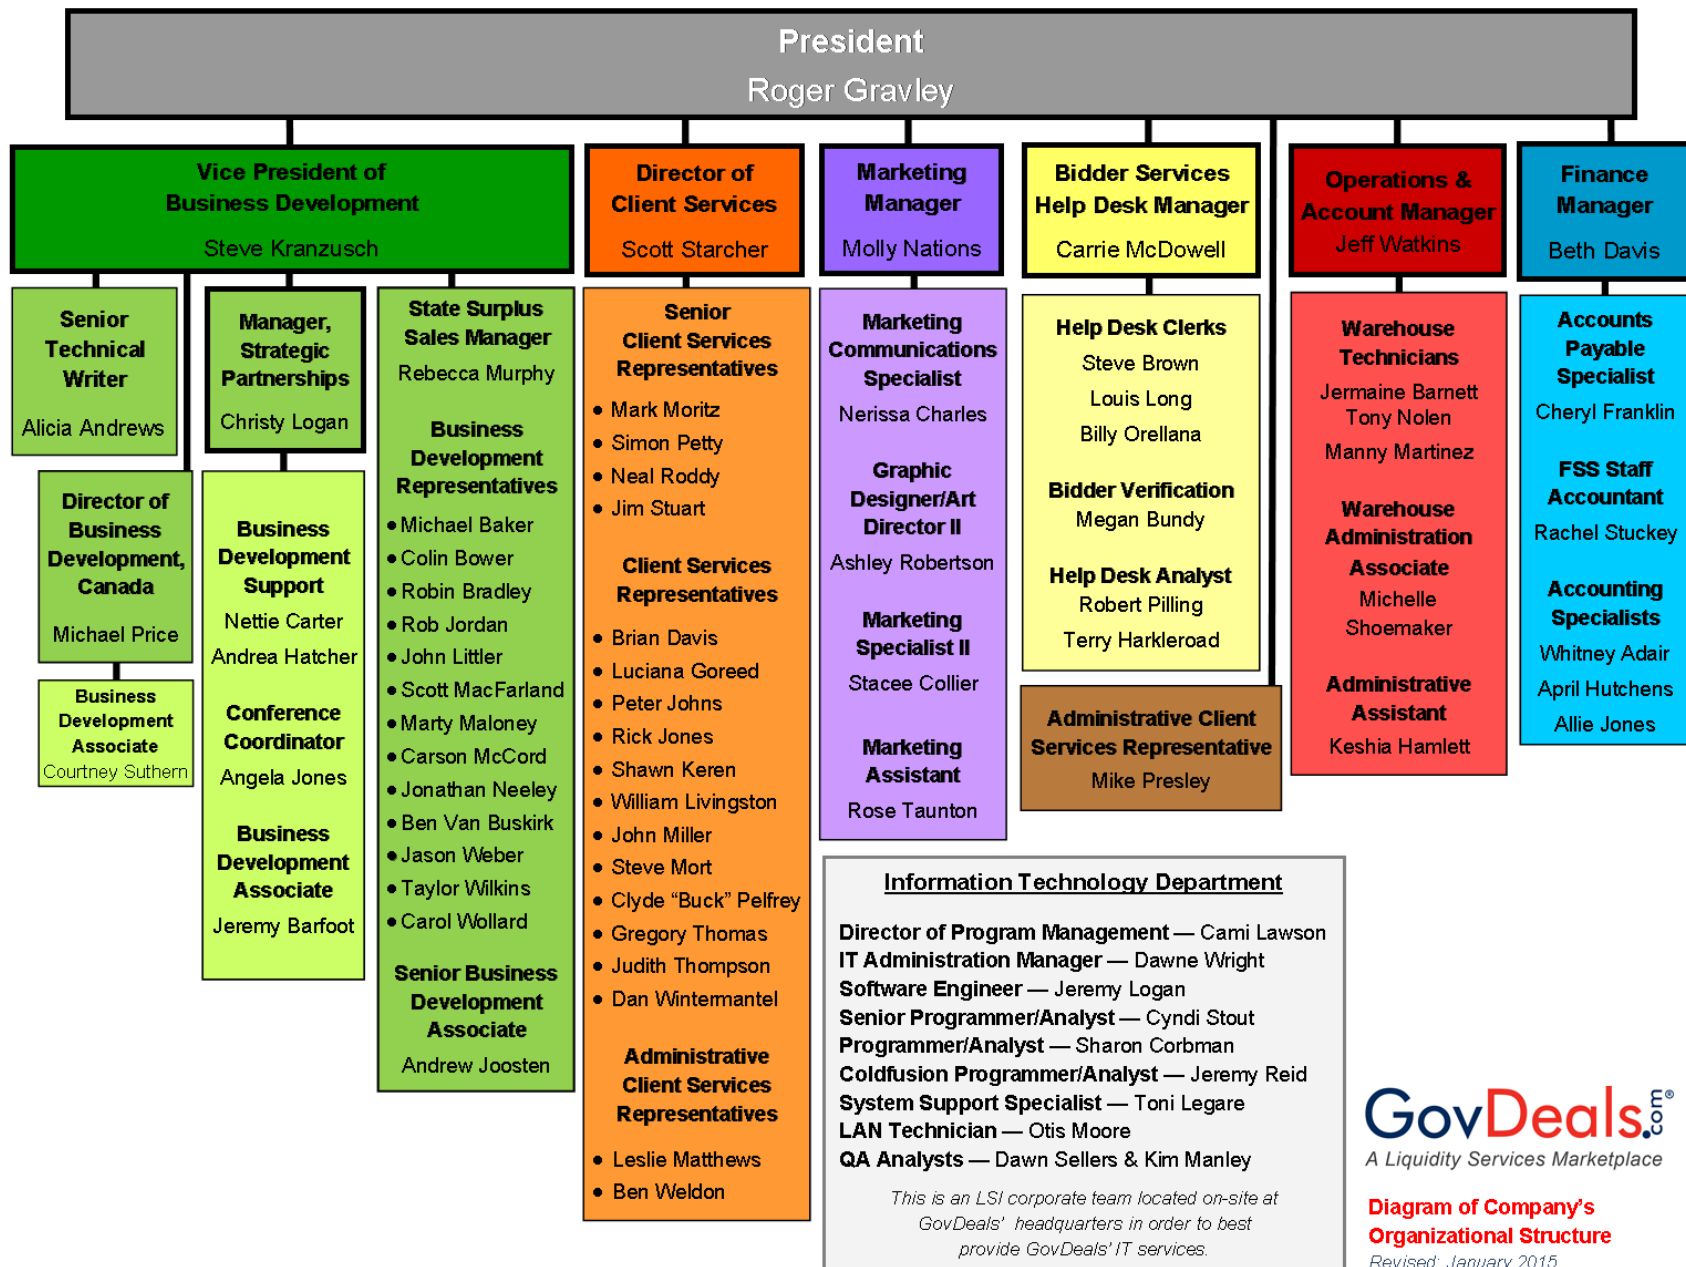 President
Roger Gravley
Vice President of
Business Development
Steve Kranzusch
Senior
Technical
Writer
Alicia Andrews
Director of
Business
Development,
Canada
Michael Price
Business
Development
Associate
Courtney Suthern
Manager,
Strategic
Partnerships
Christy Logan
Business
Development
Support
Nettie Carter
Andrea Hatcher
Conference
Coordinator
Angela Jones
Business
Development
Associate
Jeremy Barfoot
State Surplus
Sales Manager
Rebecca Murphy
Business
Development
Representatives
• Michael Baker
• Colin Bower
• Robin Bradley
• Rob Jordan
• John Littler
• Scott MacFarland
• Marty Maloney
• Carson McCord
• Jonathan Neeley
• Ben Van Buskirk
• Jason Weber
• Taylor Wilkins
• Carol Wollard
Senior Business
Development
Associate
Andrew Joosten
Director of
Client Services
Scott Starcher
Senior
Client Services
Representatives
• Mark Moritz
• Simon Petty
• Neal Roddy
• Jim Stuart
Client Services
Representatives
• Brian Davis
• Luciana Goreed
• Peter Johns
• Rick Jones
• Shawn Keren
• William Livingston
• John Miller
• Steve Mort
• Clyde “Buck” Pelfrey
• Gregory Thomas
• Judith Thompson
• Dan Wintermantel
Administrative
Client Services
Representatives
• Leslie Matthews
• Ben Weldon
Marketing
Manager
Molly Nations
Marketing
Communications
Specialist
Nerissa Charles
Graphic
Designer/Art
Director II
Ashley Robertson
Marketing
Specialist II
Stacee Collier
Marketing
Assistant
Rose Taunton
Bidder Services
Help Desk Manager
Carrie McDowell
Help Desk Clerks
Steve Brown
Louis Long
Billy Orellana
Bidder Verification
Megan Bundy
Help Desk Analyst
Robert Pilling
Terry Harkleroad
Administrative Client
Services Representative
Mike Presley
Operations &
Account Manager
Jeff Watkins
Warehouse
Technicians
Jermaine Barnett
Tony Nolen
Manny Martinez
Warehouse
Administration
Associate
Michelle
Shoemaker
Administrative
Assistant
Keshia Hamlett
Finance
Manager
Beth Davis
Accounts
Payable
Specialist
Cheryl Franklin
FSS Staff
Accountant
Rachel Stuckey
Accounting
Specialists
Whitney Adair
April Hutchens
Allie Jones
Information Technology Department
Director of Program Management — Cami Lawson
IT Administration Manager — Dawne Wright
Software Engineer — Jeremy Logan
Senior Programmer/Analyst — Cyndi Stout
Programmer/Analyst — Sharon Corbman
Coldfusion Programmer/Analyst — Jeremy Reid
System Support Specialist — Toni Legare
LAN Technician — Otis Moore
QA Analysts — Dawn Sellers & Kim Manley
This is an LSI corporate team located on-site at
GovDeals' headquarters in order to best
provide GovDeals' IT services.
GovDeals.com®
A Liquidity Services Marketplace
Diagram of Company's
Organizational Structure
Revised: January 2015